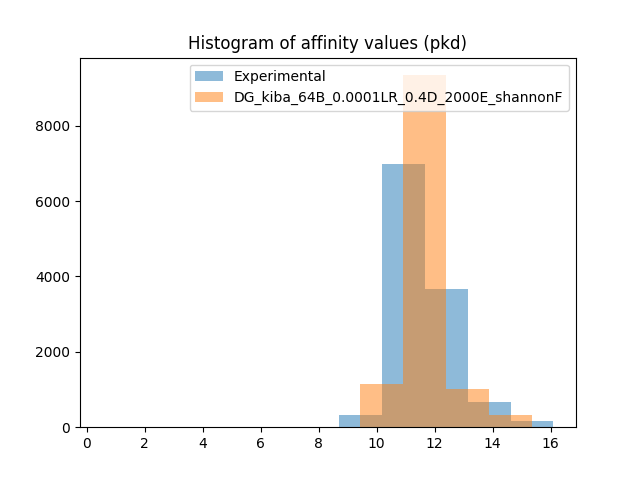 Histogram of affinity values (pkd)
Experimental
DG_kiba_64B_0.0001LR_0.4D_2000E_shannonF
8000
6000
4000
2000
0
0 2 4 6 8 10 12 14 16